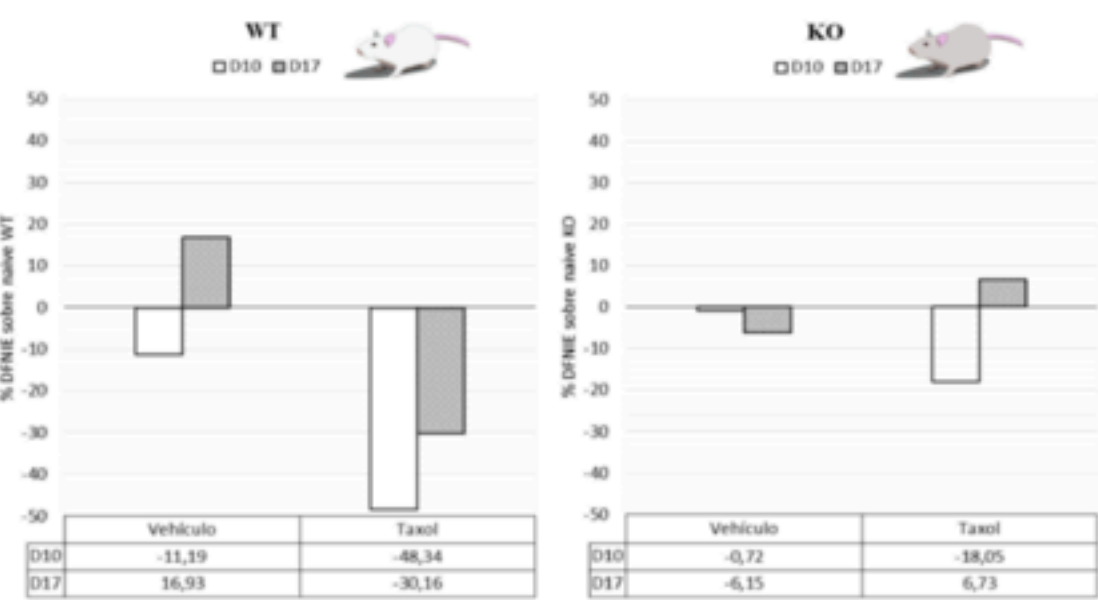 WT
D10 D17
50
40
30
20
10
0
-10
-20
-30
-40
-50
% DFNIE sobre naive WT
Vehículo Taxol
D10 -11,19 -48,34
D17 16,93 -30,16
KO
D10 D17
50
40
30
20
10
0
-10
-20
-30
-40
-50
% DFNIE sobre naive KO
Vehículo Taxol
D10 -0,72 -18,05
D17 -6,15 6,73